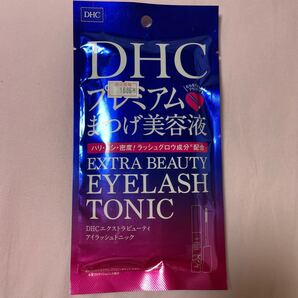 DHC
DHC
プレミアム
まつげ美容液
ハリ・コシ・密度!ラッシュグロウ成分*配合
EXTRA BEAUTY
EYELASH
TONIC
DHCエクストラビューティ
アイラッシュトニック